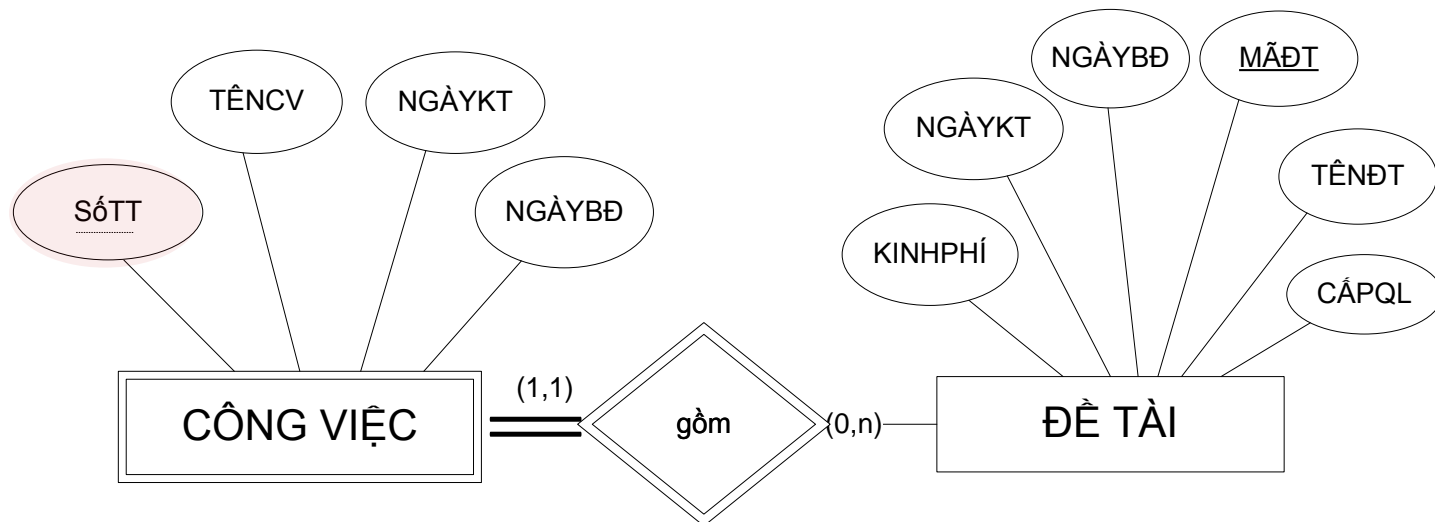 NGÀYBĐ
MÃĐT
TÊNCV
NGÀYKT
NGÀYKT
TÊNĐT
SốTT
NGÀYBĐ
KINHPHÍ
CẤPQL
(1,1)
CÔNG VIỆC
gồm
(0,n)
ĐỀ TÀI